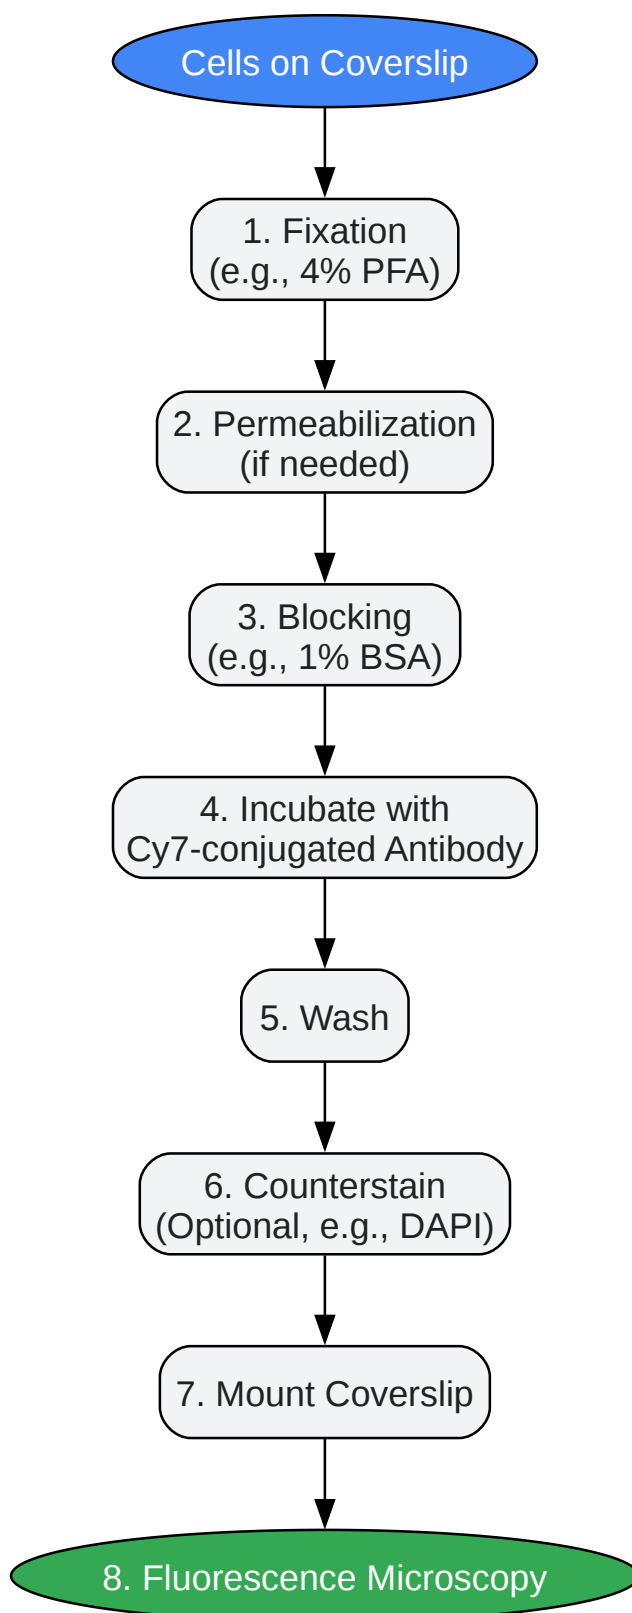 Cells on Coverslip
1. Fixation
(e.g., 4% PFA)
2. Permeabilization
(if needed)
3. Blocking
(e.g., 1% BSA)
4. Incubate with
Cy7-conjugated Antibody
5. Wash
6. Counterstain
(Optional, e.g., DAPI)
7. Mount Coverslip
8. Fluorescence Microscopy